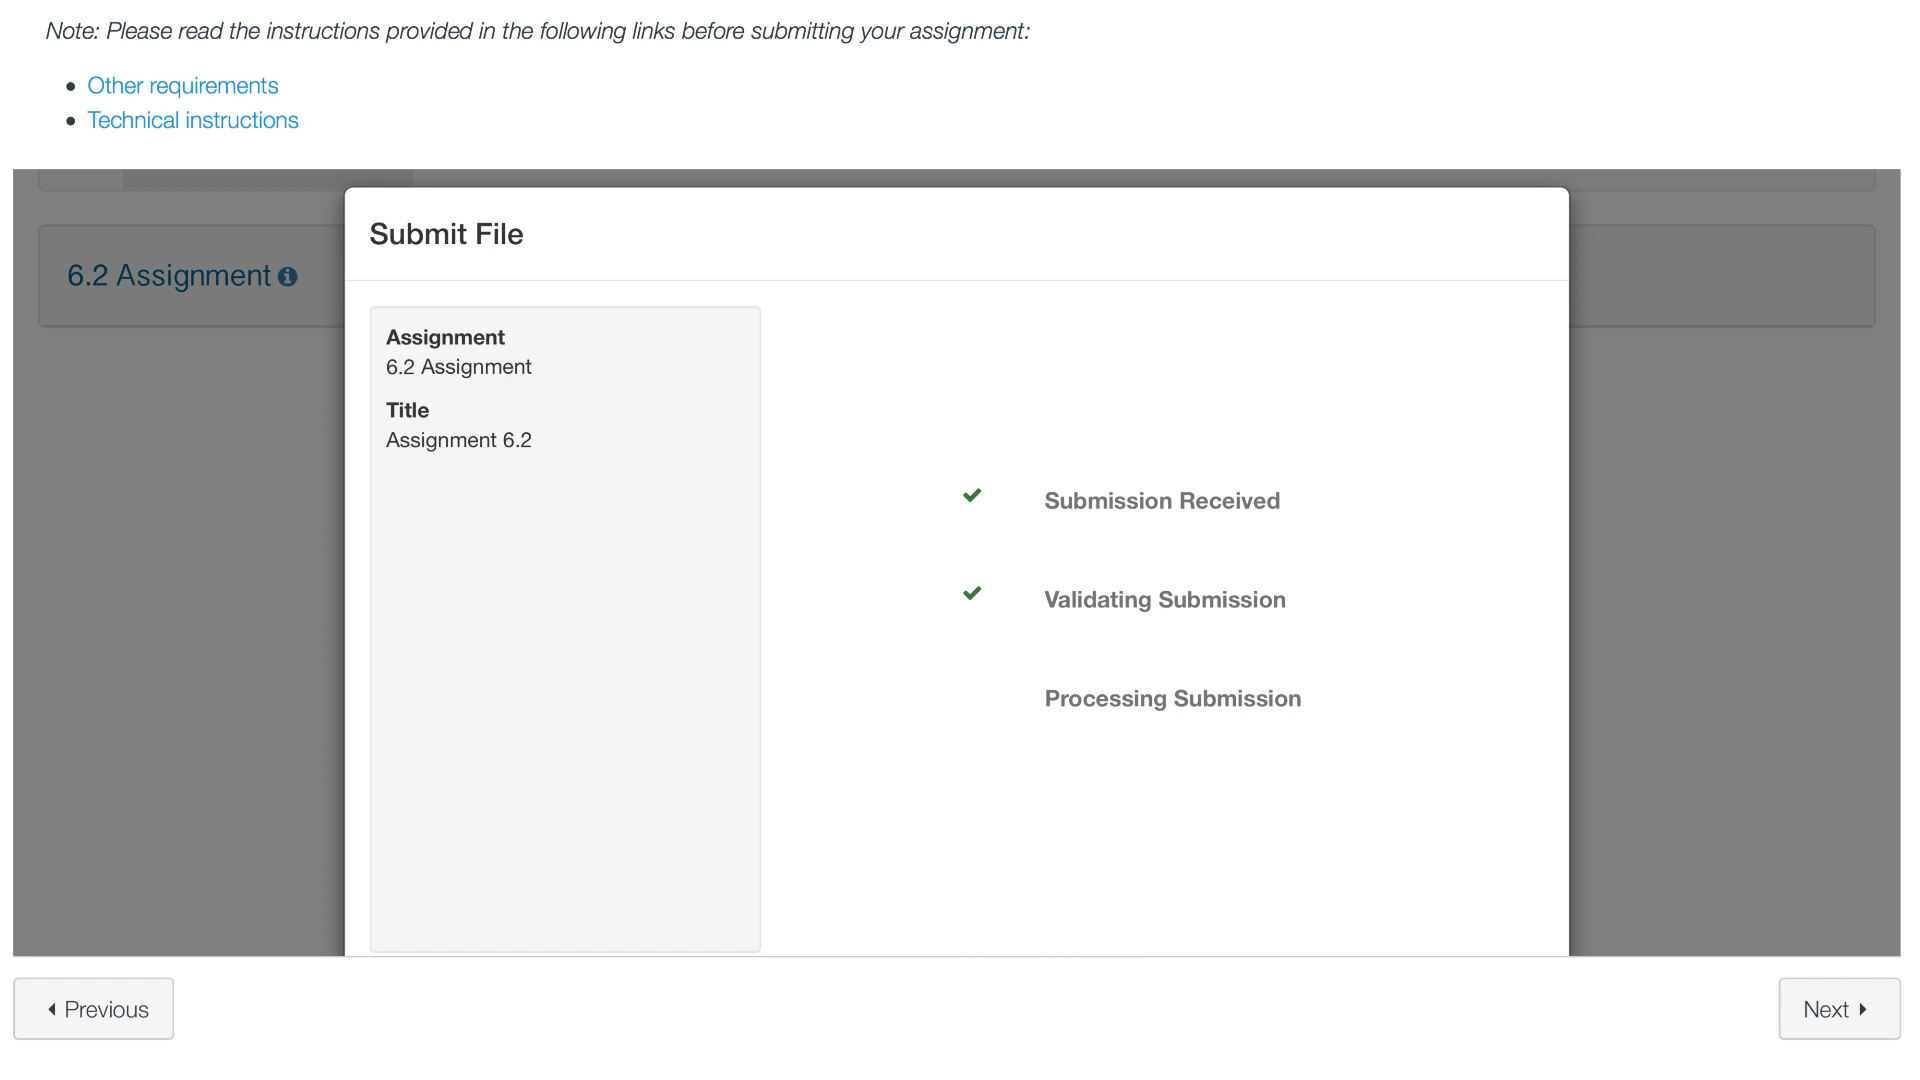 Note: Please read the instructions provided in the following links before submitting your assignment:
Other requirements
Technical instructions
6.2 Assignment
Submit File
Assignment
6.2 Assignment
Title
Assignment 6.2
Submission Received
Validating Submission
Processing Submission
Previous
Next